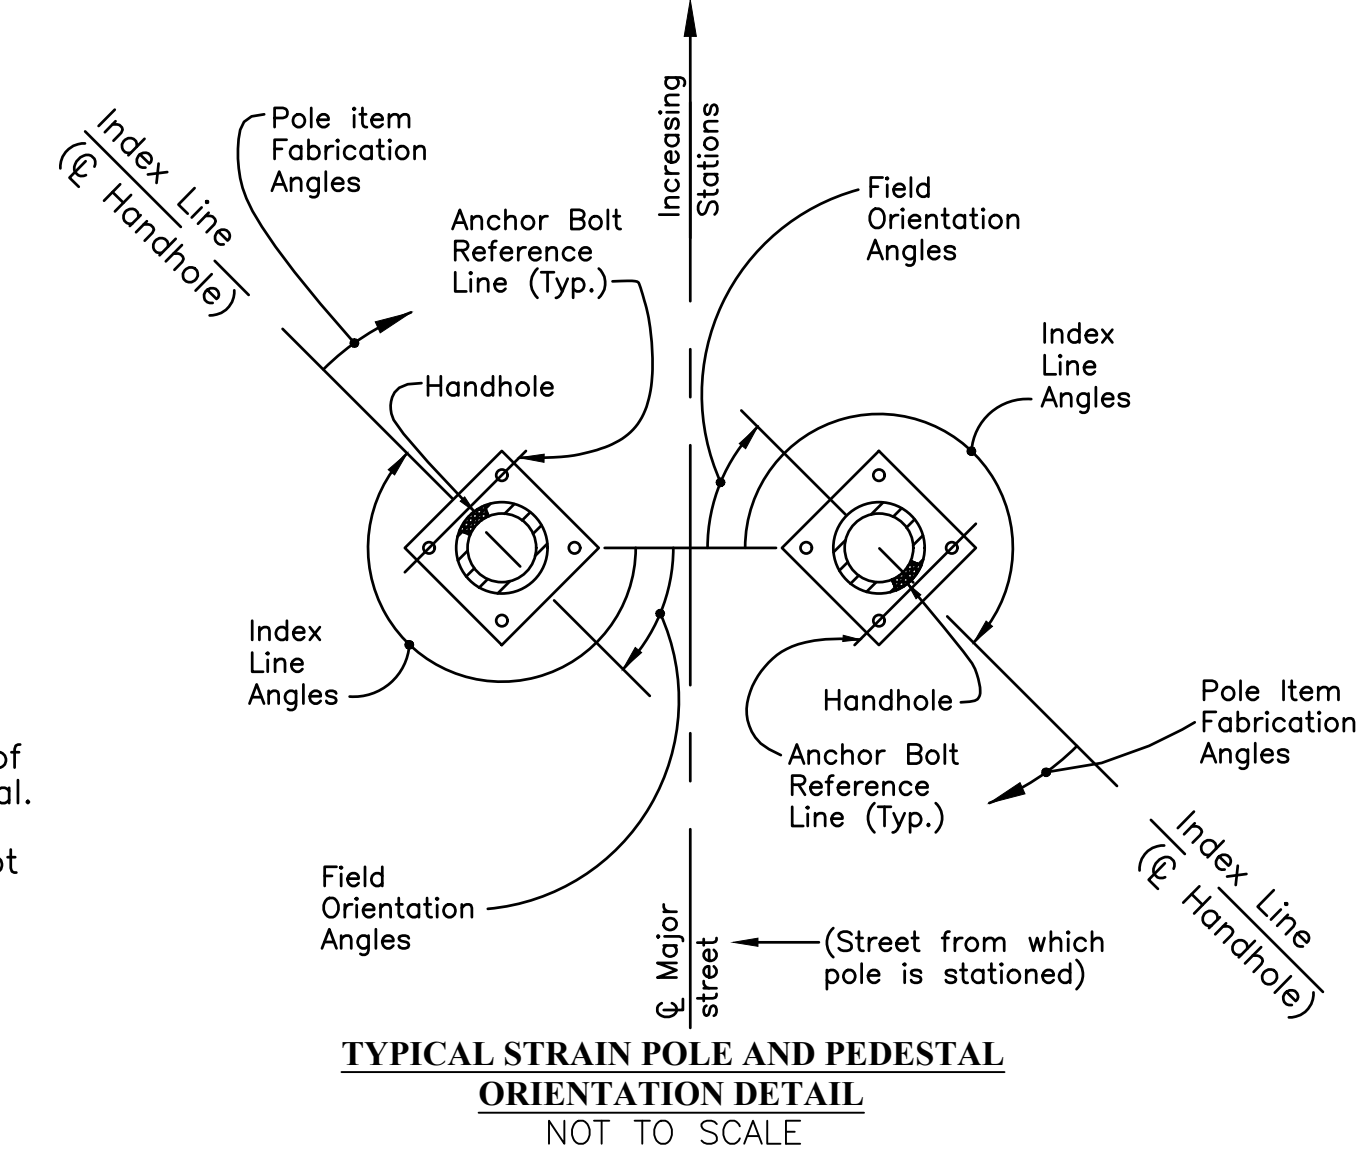 Pole item
Fabrication
Angles
Index Line
(℄ Handhole)
Increasing
Stations
Anchor Bolt
Reference
Line (Typ.)
Field
Orientation
Angles
Handhole
Index
Line
Angles
Index
Line
Angles
Handhole
Pole Item
Fabrication
Angles
Anchor Bolt
Reference
Line (Typ.)
of
al.
ot
Field
Orientation
Angles
℄ Major
street
(Street from which
pole is stationed)
Index Line
(℄ Handhole)
TYPICAL STRAIN POLE AND PEDESTAL
ORIENTATION DETAIL
NOT TO SCALE